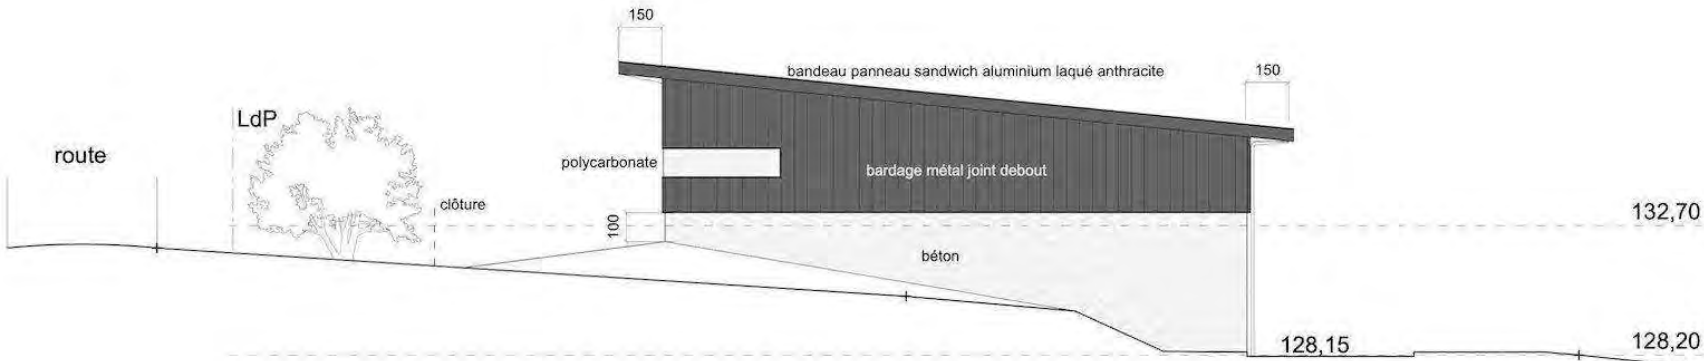 150
bandeau panneau sandwich aluminium laqué anthracite
150
LdP
route
polycarbonate
bardage métal joint debout
clôture
100
132,70
béton
128,15
128,20